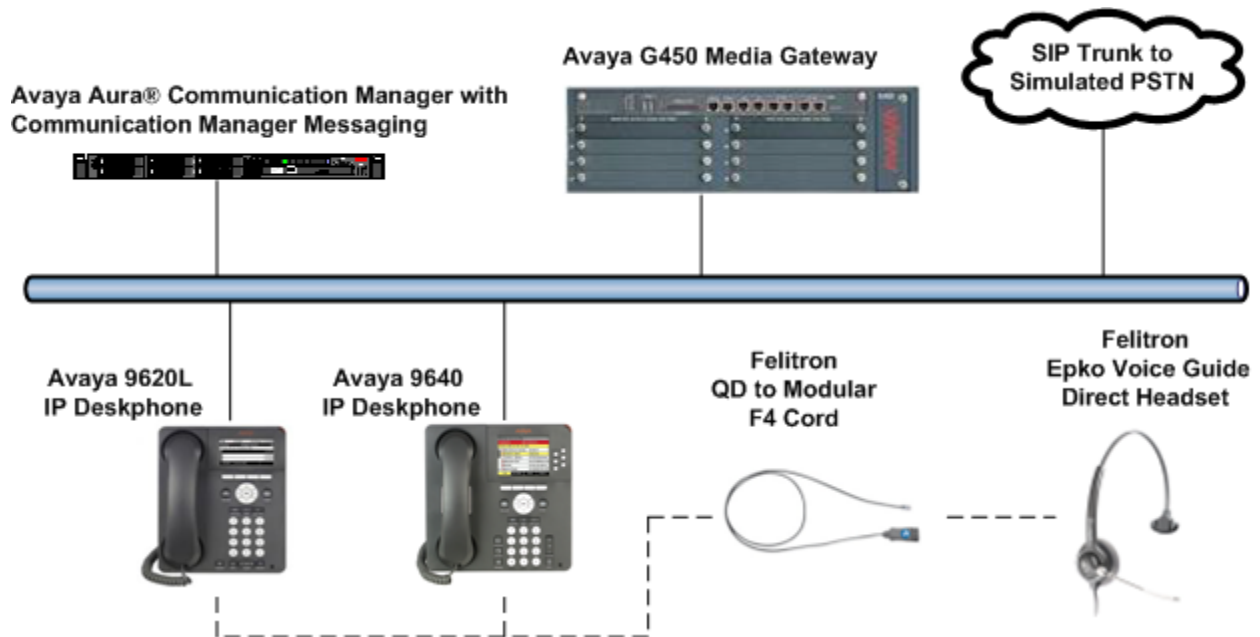 Avaya Aura® Communication Manager with
Communication Manager Messaging
Avaya G450 Media Gateway
SIP Trunk to
Simulated PSTN
AVAYA
Avaya 9620L
IP Deskphone
Avaya 9640
IP Deskphone
Felitron
QD to Modular
F4 Cord
Felitron
Epko Voice Guide
Direct Headset